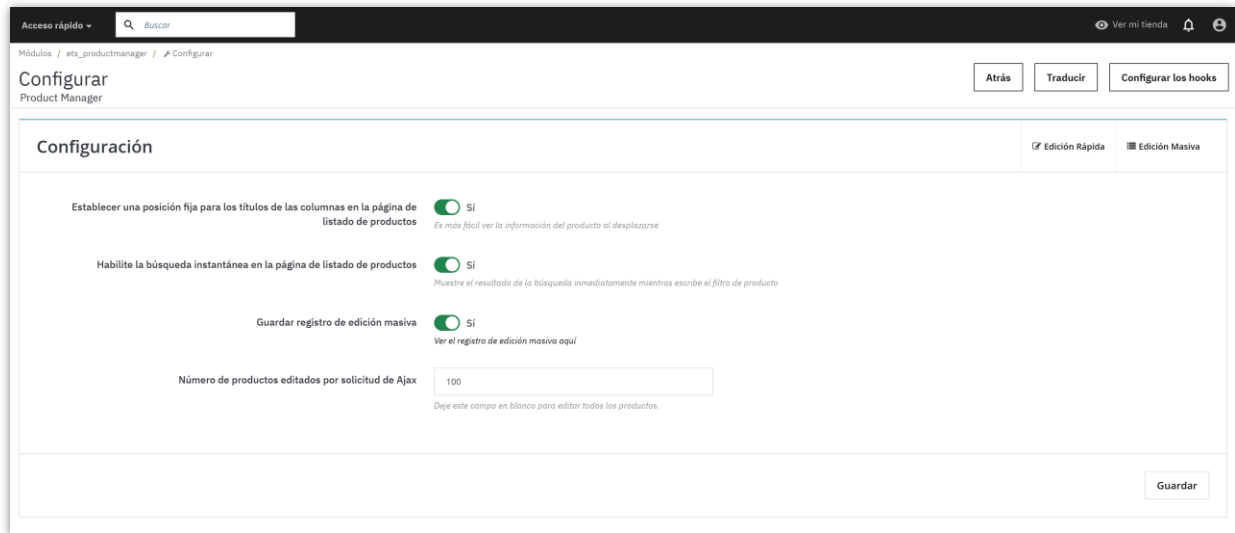 Acceso rápido
Buscar
Ver mi tienda
Módulos / ets_productmanager / Configurar
Configurar
Product Manager
Atrás
Traducir
Configurar los hooks
Configuración
Edición Rápida
Edición Masiva
Establecer una posición fija para los títulos de las columnas en la página de
listado de productos
Sí
Es más fácil ver la información del producto al desplazarse
Habilite la búsqueda instantánea en la página de listado de productos
Sí
Muestre el resultado de la búsqueda inmediatamente mientras escribe el filtro de producto
Guardar registro de edición masiva
Sí
Ver el registro de edición masiva aquí
Número de productos editados por solicitud de Ajax
100
Deje este campo en blanco para editar todos los productos.
Guardar